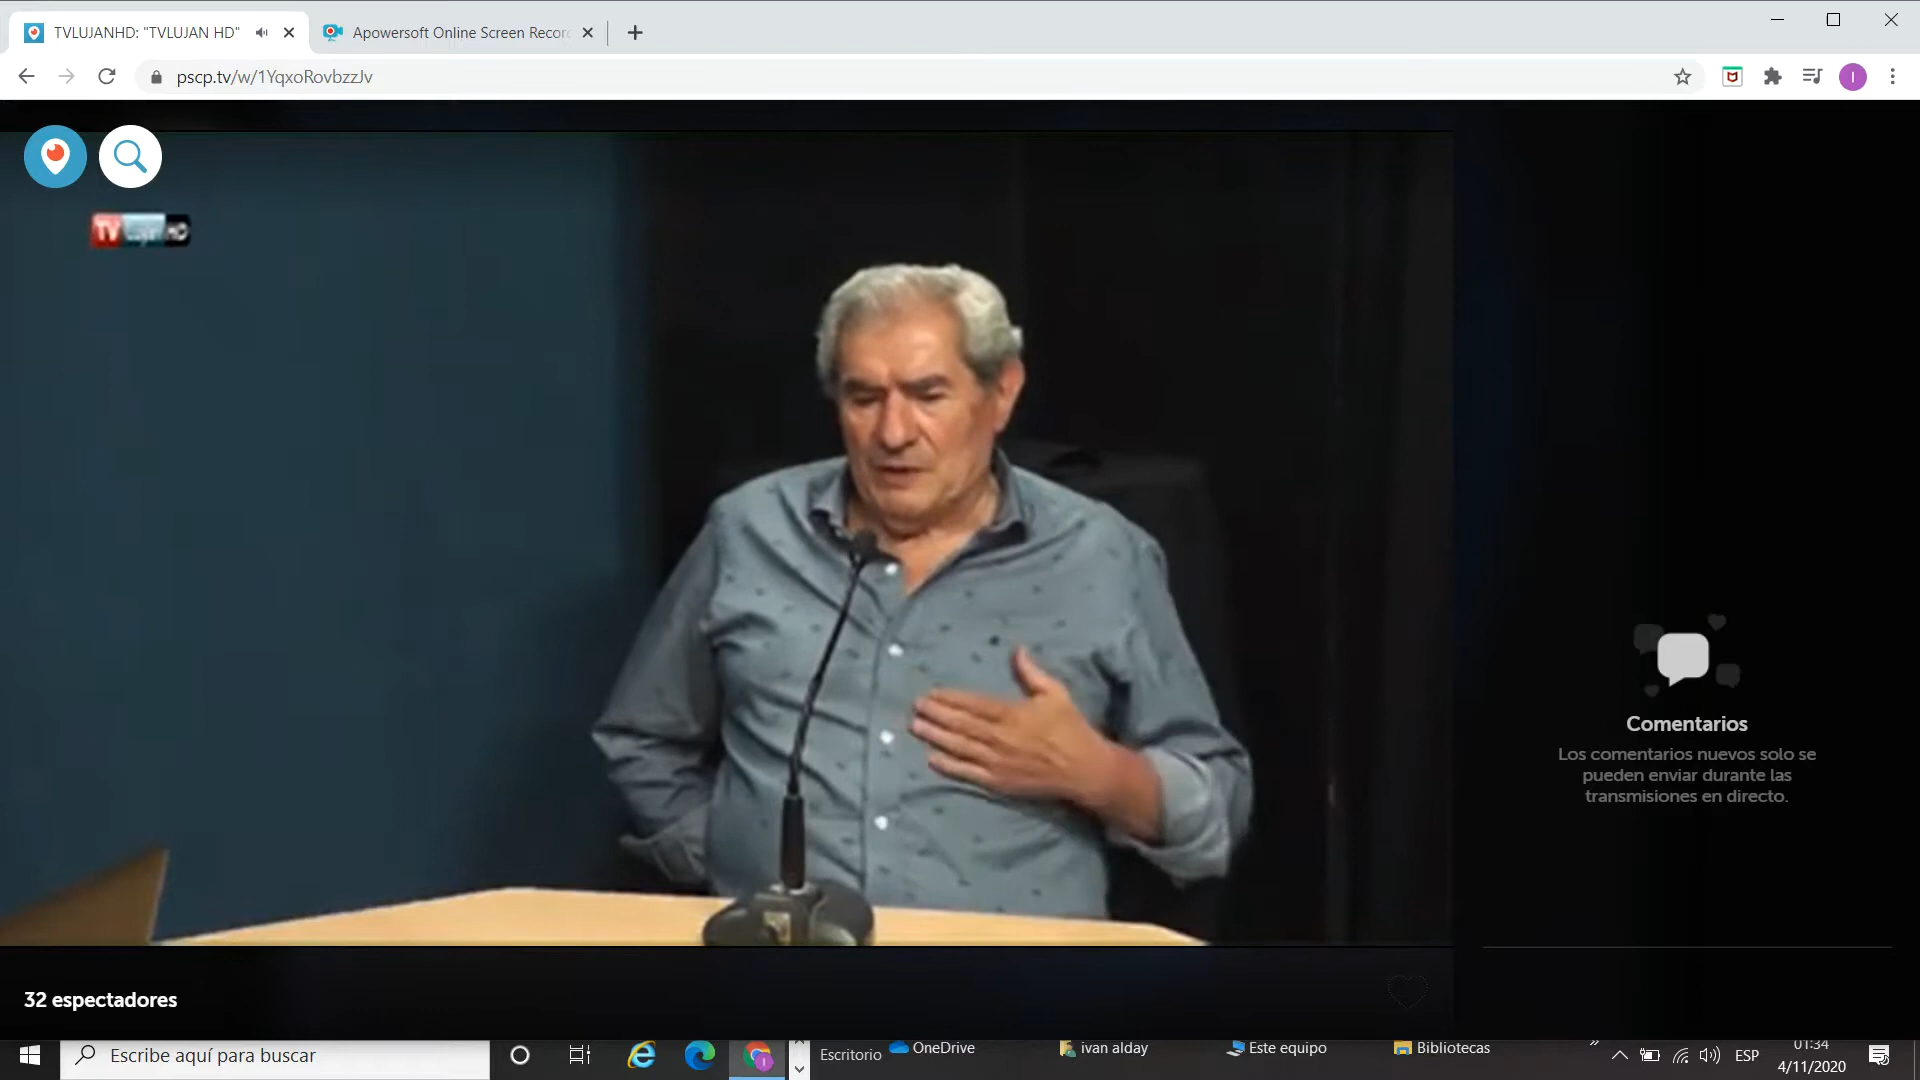 TVLUJANHD: "TVLUJAN HD"
Apowersoft Online Screen Recor
pscp.tv/w/1YqxoRovbzzJv
I
TV HD
Comentarios
Los comentarios nuevos solo se
pueden enviar durante las
transmisiones en directo.
32 espectadores
Escribe aquí para buscar
Escritorio
OneDrive
ivan alday
Este equipo
Bibliotecas
ESP
01:34
4/11/2020